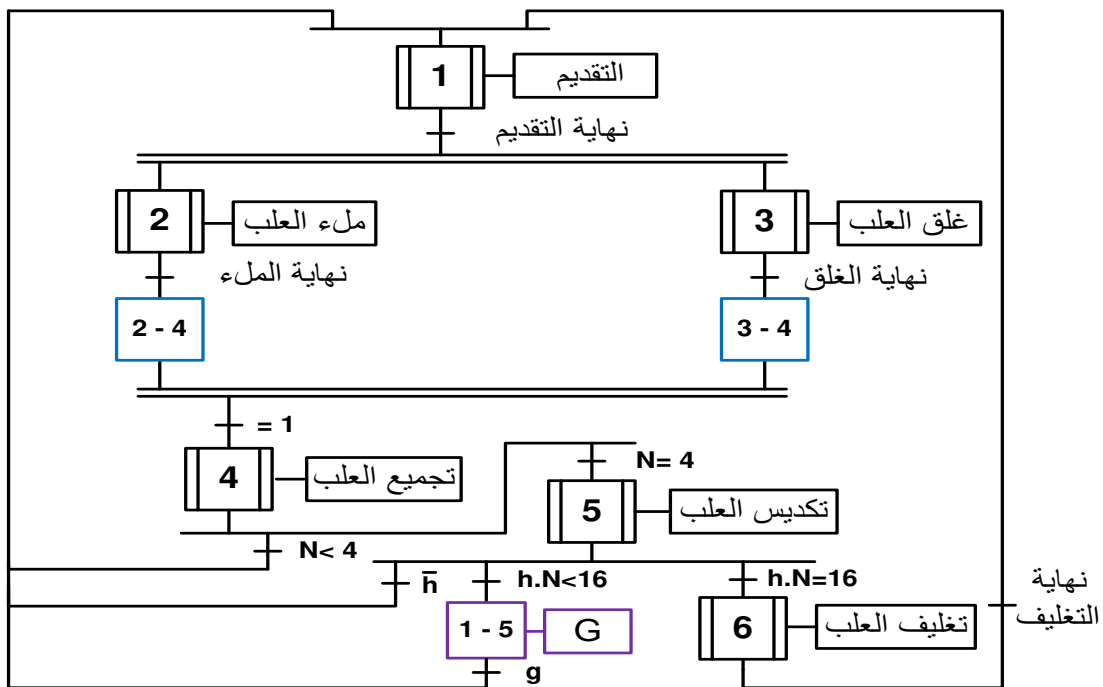 1
التقديم
نهاية التقديم
2
ملء العلب
3
غلق العلب
نهاية الملء
نهاية الغلق
2 - 4
3 - 4
= 1
4
تجميع العلب
N= 4
5
تكديس العلب
N< 4
h̅
h.N<16
h.N=16
نهاية
التغليف
1 - 5
G
6
تغليف العلب
g